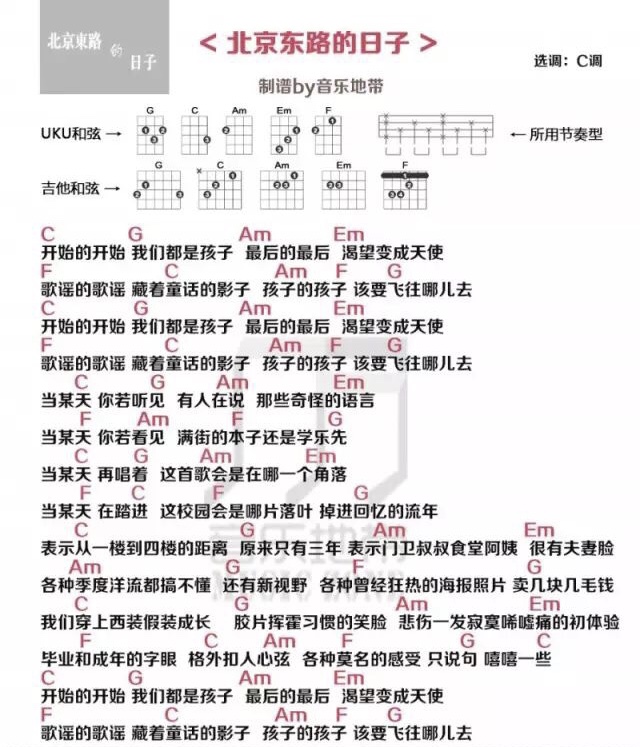 北京東路
的
日子
< 北京东路的日子 >
选调：C调
制谱by音乐地带
G C Am Em F
UKU和弦→
←所用节奏型
G C Am Em F
吉他和弦→
C G Am Em
开始的开始 我们都是孩子 最后的最后 渴望变成天使
F C Am F G
歌谣的歌谣 藏着童话的影子 孩子的孩子 该要飞往哪儿去
C G Am Em
开始的开始 我们都是孩子 最后的最后 渴望变成天使
F C Am F G
歌谣的歌谣 藏着童话的影子 孩子的孩子 该要飞往哪儿去
C G Am Em
当某天 你若听见 有人在说 那些奇怪的语言
F Am F G
当某天 你若看见 满街的本子还是学乐先
C G Am Em
当某天 再唱着 这首歌会是在哪一个角落
F C F G
当某天 在踏进 这校园会是哪片落叶 掉进回忆的流年
C G Am Em
表示从一楼到四楼的距离 原来只有三年 表示门卫叔叔食堂阿姨 很有夫妻脸
Am G F G
各种季度洋流都搞不懂 还有新视野 各种曾经狂热的海报照片 卖几块几毛钱
C G Am Em
我们穿上西装假装成长 胶片挥霍习惯的笑脸 悲伤一发寂寞唏嘘痛的初体验
F C F G C
毕业和成年的字眼 格外扣人心弦 各种莫名的感受 只说句 嘻嘻一些
C G Am Em
开始的开始 我们都是孩子 最后的最后 渴望变成天使
F C Am F G
歌谣的歌谣 藏着童话的影子 孩子的孩子 该要飞往哪儿去
音乐地带
MUSIC ZONE